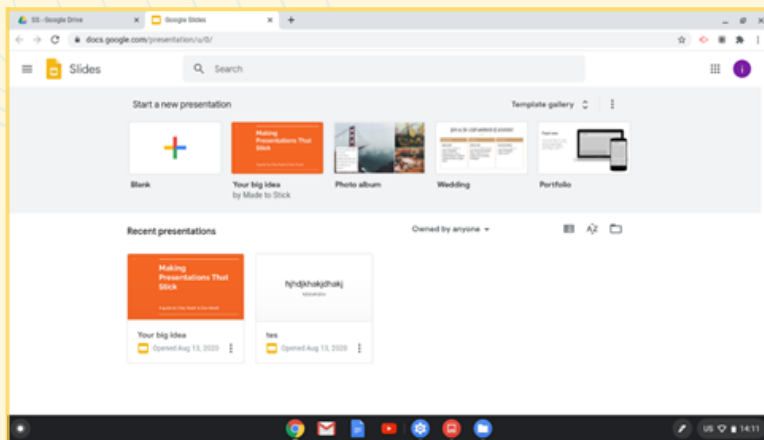 SS - Google Drive
Google Slides
docs.google.com/presentation/u/0/
Slides
Search
Start a new presentation
Template gallery
Making
Presentations That
Stick
Blank
Your big idea
by Made to Stick
Photo album
Wedding
Portfolio
Recent presentations
Owned by anyone
AZ
Making
Presentations That
Stick
hjhdjkhakjdhakj
Your big idea
Opened Aug 13, 2020
tes
Opened Aug 13, 2020
US
14:11